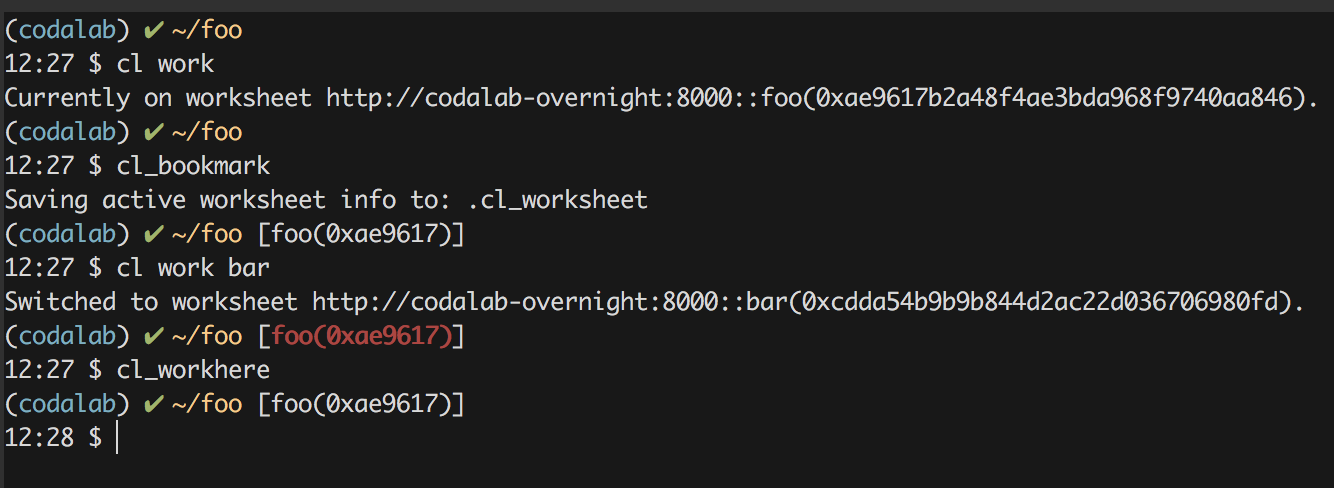 (codalab) ✔ ~/foo
12:27 $ cl work
Currently on worksheet http://codalab-overnight:8000::foo(0xae9617b2a48f4ae3bda968f9740aa846).
(codalab) ✔ ~/foo
12:27 $ cl_bookmark
Saving active worksheet info to: .cl_worksheet
(codalab) ✔ ~/foo [foo(0xae9617)]
12:27 $ cl work bar
Switched to worksheet http://codalab-overnight:8000::bar(0xcdda54b9b9b844d2ac22d036706980fd).
(codalab) ✔ ~/foo [foo(0xae9617)]
12:27 $ cl_workhere
(codalab) ✔ ~/foo [foo(0xae9617)]
12:28 $